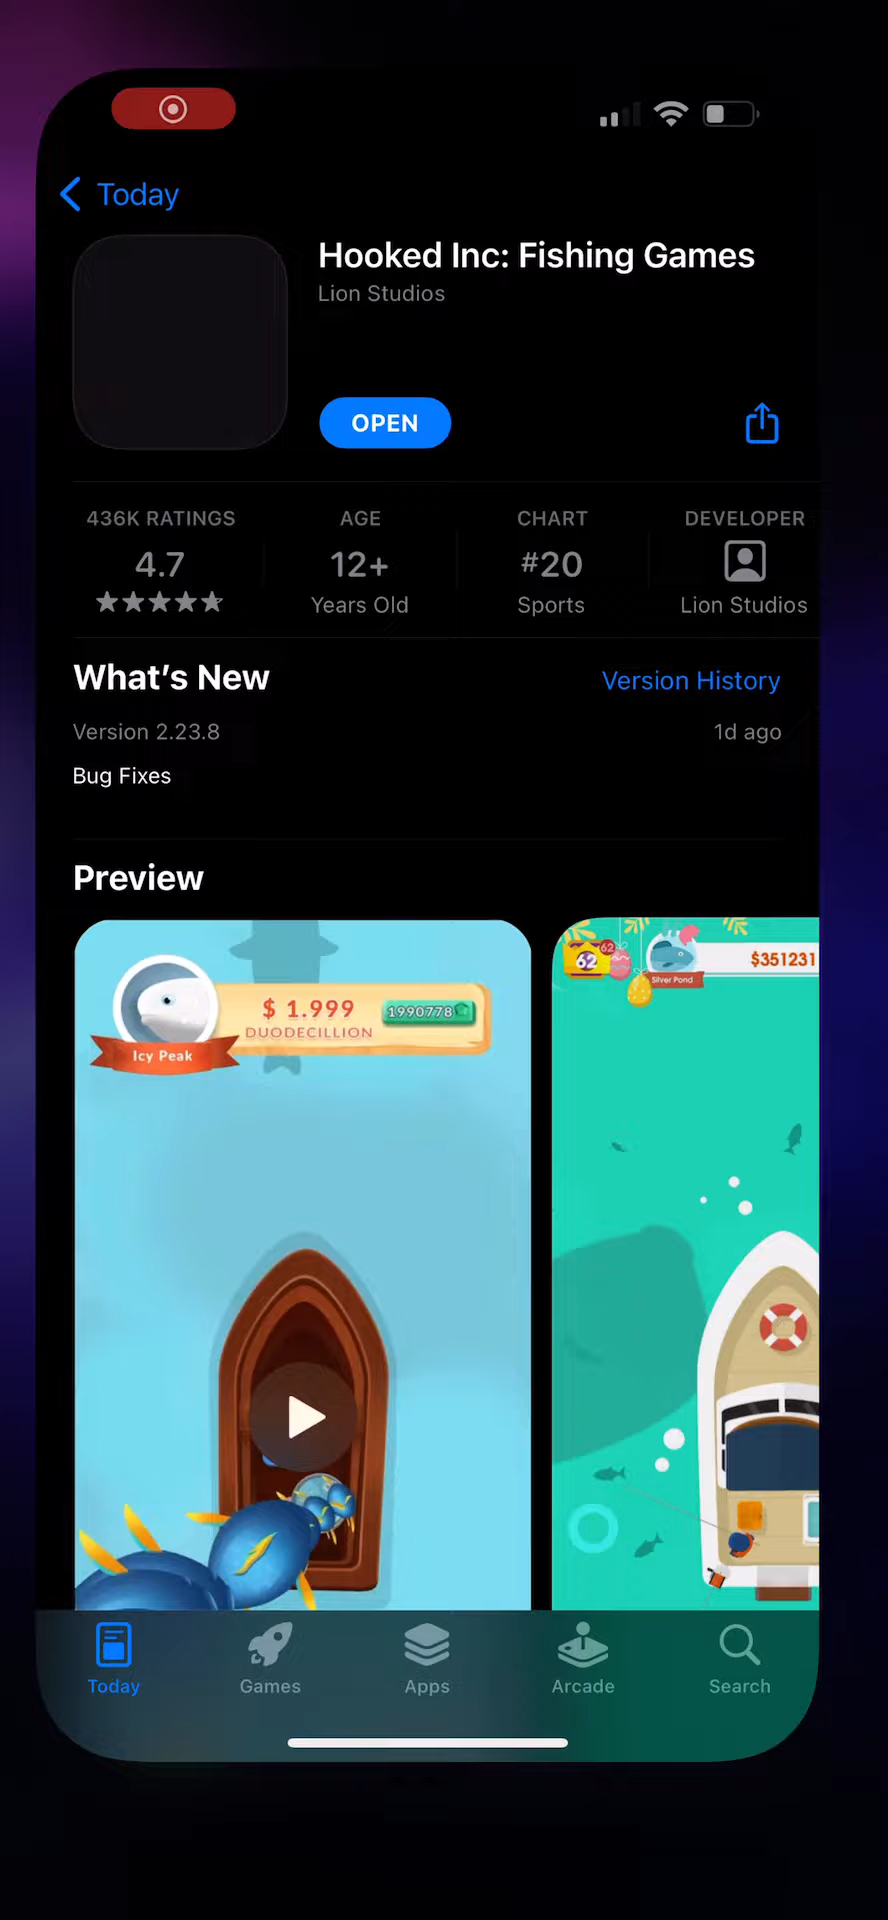 Today
Hooked Inc: Fishing Games
Lion Studios
OPEN
436K RATINGS
4.7
AGE
12+
Years Old
CHART
#20
Sports
DEVELOPER
Lion Studios
What's New
Version History
Version 2.23.8
1d ago
Bug Fixes
Preview
$ 1.999
DUODECILLION
1990778
Icy Peak
62
62
Silver Pond
$351231
Today
Games
Apps
Arcade
Search